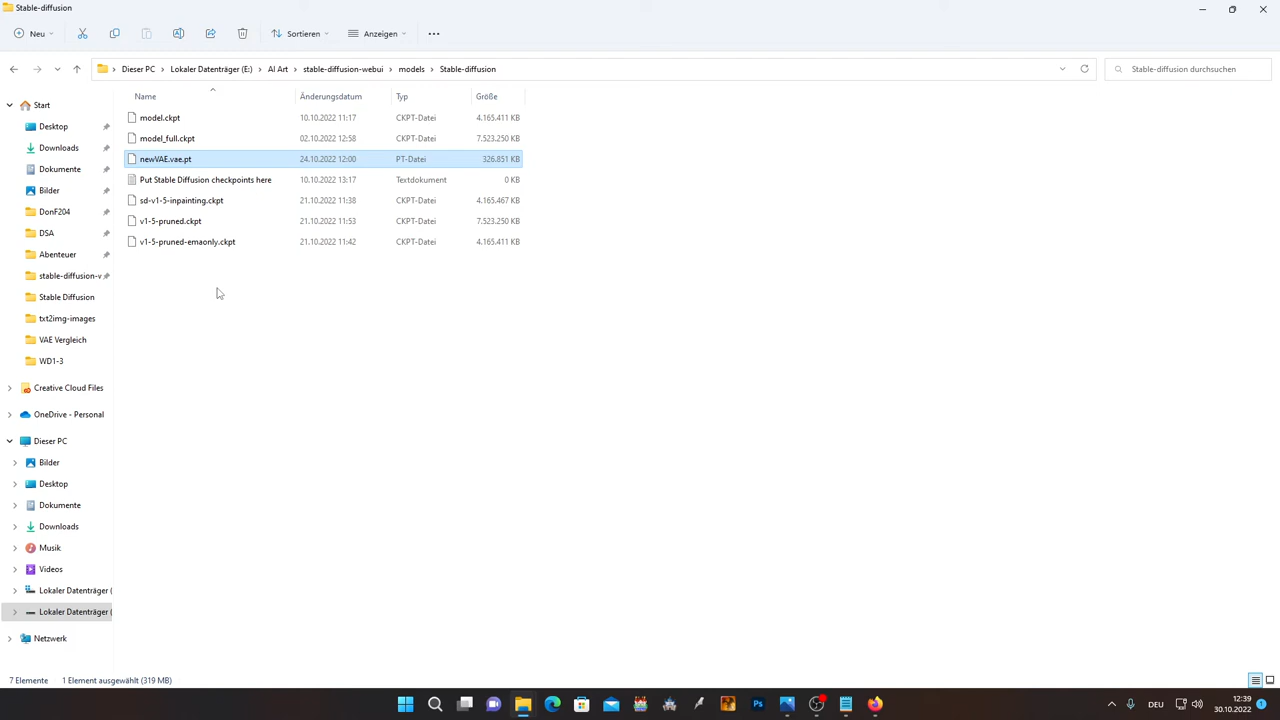 Stable-diffusion
Neu
Sortieren
Anzeigen
Dieser PC
Lokaler Datenträger (E:)
AI Art
stable-diffusion-webui
models
Stable-diffusion
Stable-diffusion durchsuchen
Name Änderungsdatum Typ Größe
model.ckpt 10.10.2022 11:17 CKPT-Datei 4.165.411 KB
model_full.ckpt 02.10.2022 12:58 CKPT-Datei 7.523.250 KB
newVAE.vae.pt 24.10.2022 12:00 PT-Datei 326.851 KB
Put Stable Diffusion checkpoints here 10.10.2022 13:17 Textdokument 0 KB
sd-v1-5-inpainting.ckpt 21.10.2022 11:38 CKPT-Datei 4.165.467 KB
v1-5-pruned.ckpt 21.10.2022 11:53 CKPT-Datei 7.523.250 KB
v1-5-pruned-emaonly.ckpt 21.10.2022 11:42 CKPT-Datei 4.165.411 KB
Start
Desktop
Downloads
Dokumente
Bilder
DonF204
DSA
Abenteuer
stable-diffusion-v
Stable Diffusion
txt2img-images
VAE Vergleich
WD1-3
Creative Cloud Files
OneDrive - Personal
Dieser PC
Bilder
Desktop
Dokumente
Downloads
Musik
Videos
Lokaler Datenträger (
Lokaler Datenträger (
Netzwerk
7 Elemente 1 Element ausgewählt (319 MB)
DEU
12:39
30.10.2022